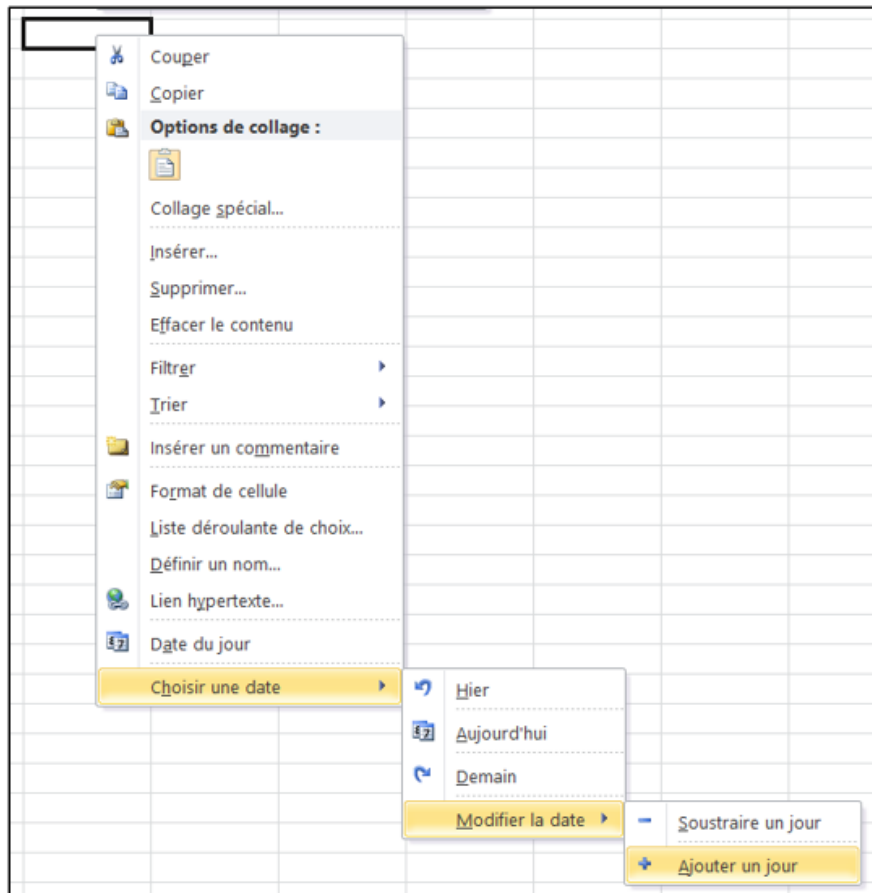 Couper
Copier
Options de collage :
Collage spécial...
Insérer...
Supprimer...
Effacer le contenu
Filtrer
Trier
Insérer un commentaire
Format de cellule
Liste déroulante de choix...
Définir un nom...
Lien hypertexte...
Date du jour
Choisir une date
Hier
Aujourd'hui
Demain
Modifier la date
Soustraire un jour
Ajouter un jour